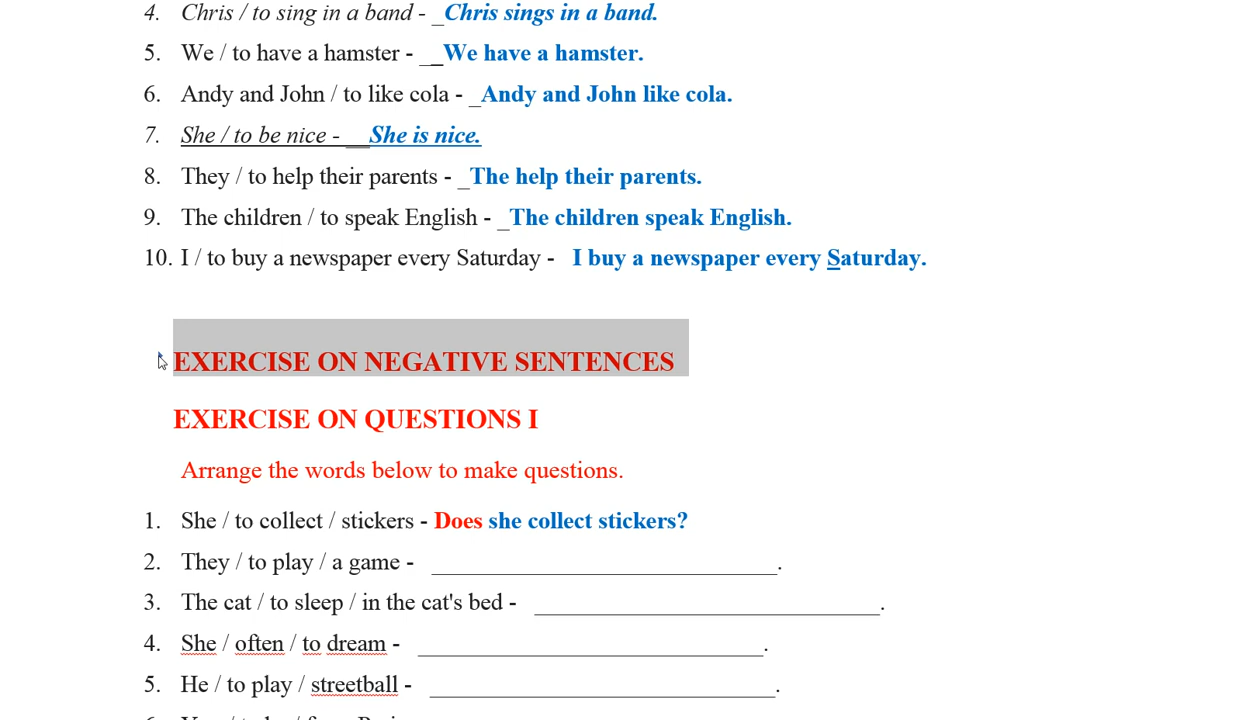 4. Chris / to sing in a band - _Chris sings in a band.
5. We / to have a hamster - __We have a hamster.
6. Andy and John / to like cola - _Andy and John like cola.
7. She / to be nice - __She is nice.
8. They / to help their parents - _The help their parents.
9. The children / to speak English - _The children speak English.
10. I / to buy a newspaper every Saturday - I buy a newspaper every Saturday.
EXERCISE ON NEGATIVE SENTENCES
EXERCISE ON QUESTIONS I
Arrange the words below to make questions.
1. She / to collect / stickers - Does she collect stickers?
2. They / to play / a game - ______________________________.
3. The cat / to sleep / in the cat's bed - ______________________________.
4. She / often / to dream - ______________________________.
5. He / to play / streetball - ______________________________.